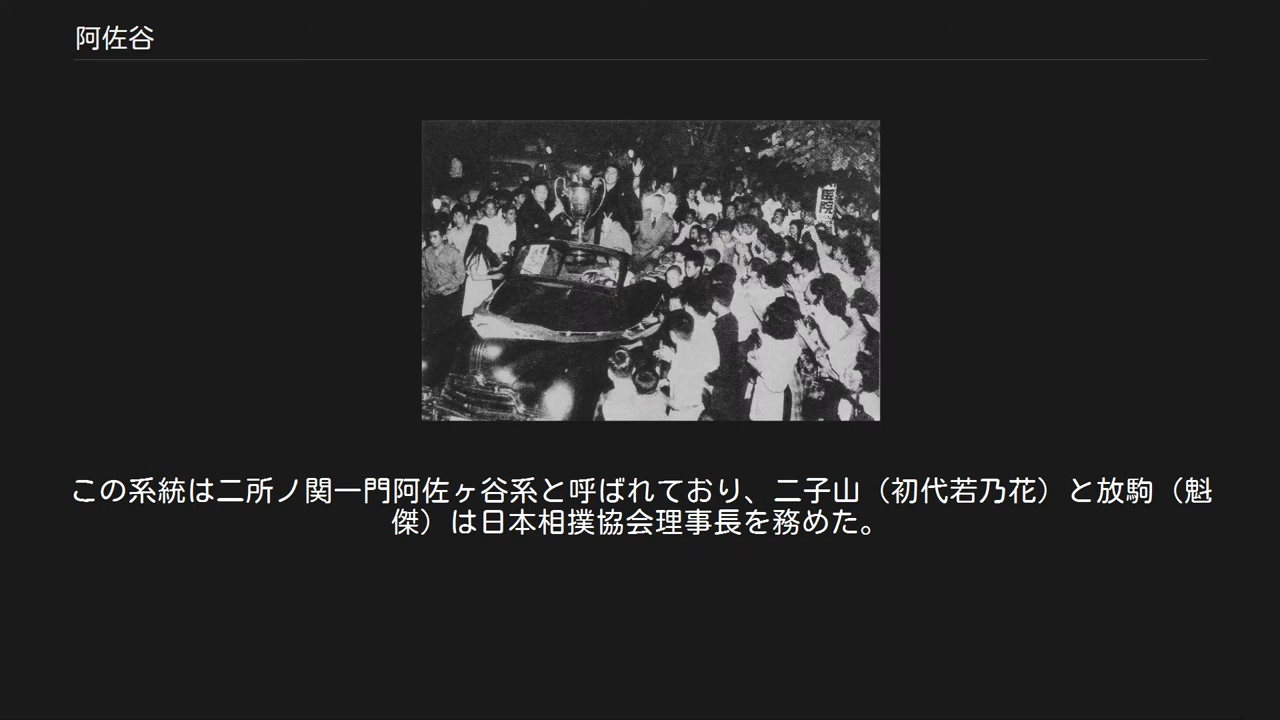 阿佐谷
この系統は二所ノ関一門阿佐ヶ谷系と呼ばれており、二子山（初代若乃花）と放駒（魁
傑）は日本相撲協会理事長を務めた。